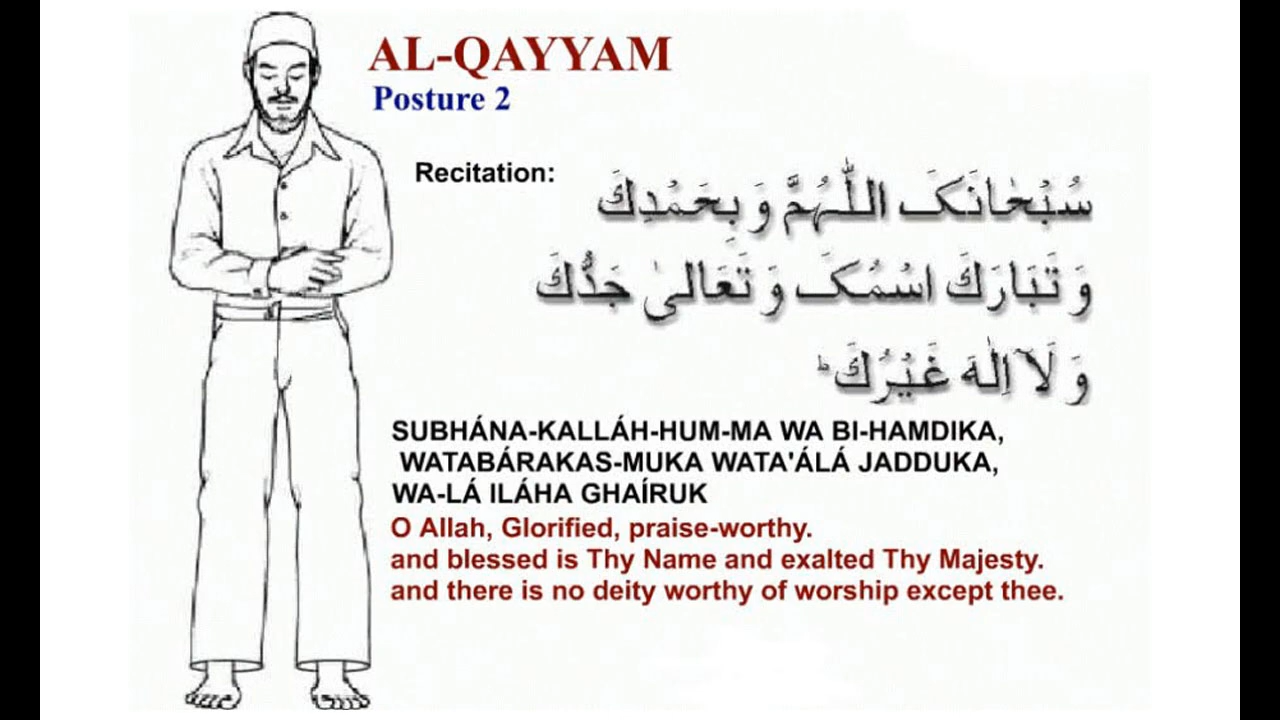 AL-QAYYAM
Posture 2
Recitation:
سُبْحٰانَکَ اللّٰہُمَّ وَ بِحَمْدِكَ
وَ تَبَارَكَ اسْمُکَ وَ تَعَالیٰ جَدُّكَ
وَ لَآ اِلٰهَ غَيْرُكَ ؕ
SUBHÁNA-KALLÁH-HUM-MA WA BI-HAMDIKA,
WATABÁRAKAS-MUKA WATA'ÁLÁ JADDUKA,
WA-LÁ ILÁHA GHAÍRUK
O Allah, Glorified, praise-worthy.
and blessed is Thy Name and exalted Thy Majesty.
and there is no deity worthy of worship except thee.